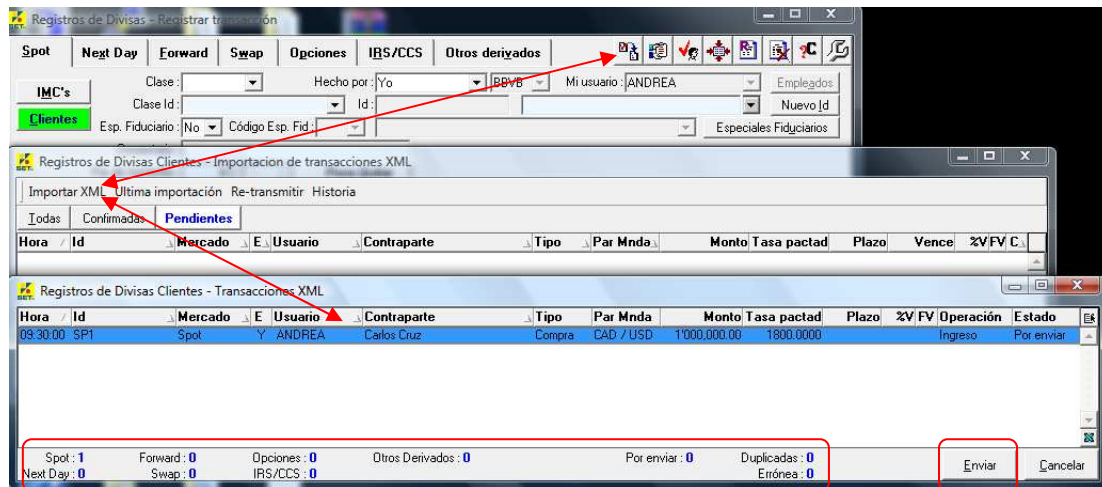 Registros de Divisas - Registrar transacción
Spot Next Day Forward Swap Opciones IRS/CCS Otros derivados
IMC's Clase : Hecho por : Yo BBVB Mi usuario : ANDREA Empleados
Clase Id : Id : Nuevo Id
Clientes Esp. Fiduciario : No Código Esp. Fid : Especiales Fiduciarios
Registros de Divisas Clientes - Importacion de transacciones XML
Importar XML Ultima importación Re-transmitir Historia
Todas Confirmadas Pendientes
Hora Id Mercado E Usuario Contraparte Tipo Par Mnda Monto Tasa pactad Plazo Vence %V FV C
Registros de Divisas Clientes - Transacciones XML
Hora Id Mercado E Usuario Contraparte Tipo Par Mnda Monto Tasa pactad Plazo %V FV Operación Estado
09:30:00 SP1 Spot Y ANDREA Carlos Cruz Compra CAD / USD 1'000,000.00 1800.0000 Ingreso Por enviar
Spot : 1 Forward : 0 Opciones : 0 Otros Derivados : 0 Por enviar : 0 Duplicadas : 0
Next Day : 0 Swap : 0 IRS/CCS : 0 Errónea : 0
Enviar Cancelar